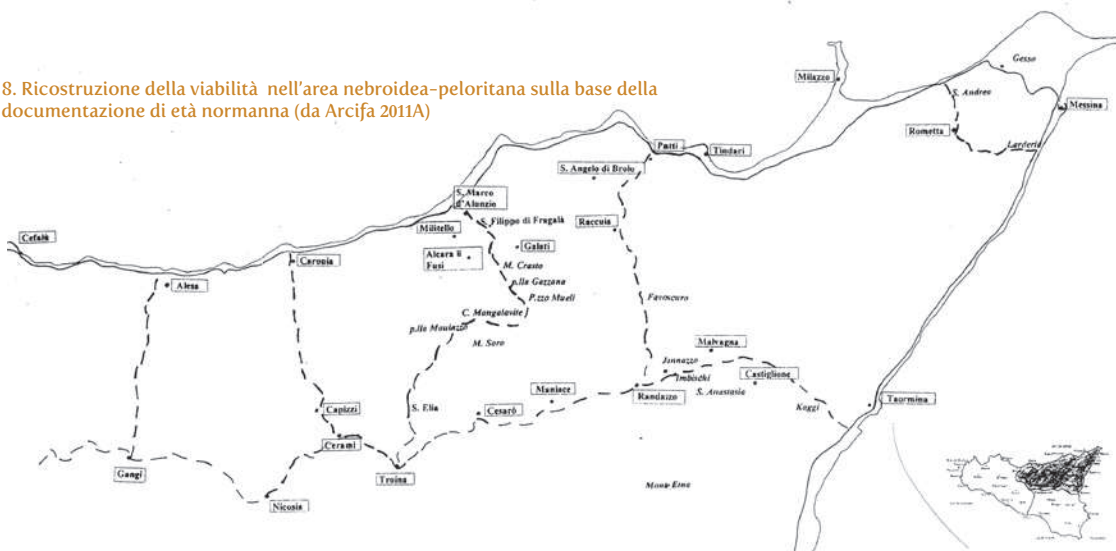 8. Ricostruzione della viabilità nell'area nebroidea-peloritana sulla base della
documentazione di età normanna (da Arcifa 2011A)
Gesso
Milazzo
S. Andrea
Messina
Rometta
Larderia
Patti
Tindari
S. Angelo di Brolo
S. Marco
d'Alunzio
S. Filippo di Fragalà
Militello
Raccuia
Cefalù
Galati
Caronia
Alcara li
Fusi
M. Crasto
Alesa
p.lla Gazzana
P.zzo Mueli
Favoscuro
C. Mangalavite
M. Soro
Malvagna
Jannazzo
Imbischi
Castiglione
Maniace
Randazzo
S. Anastasia
Taormina
Kaggi
S. Elia
Cesarò
Capizzi
Cerami
Gangi
Troina
Monte Etna
Nicosia